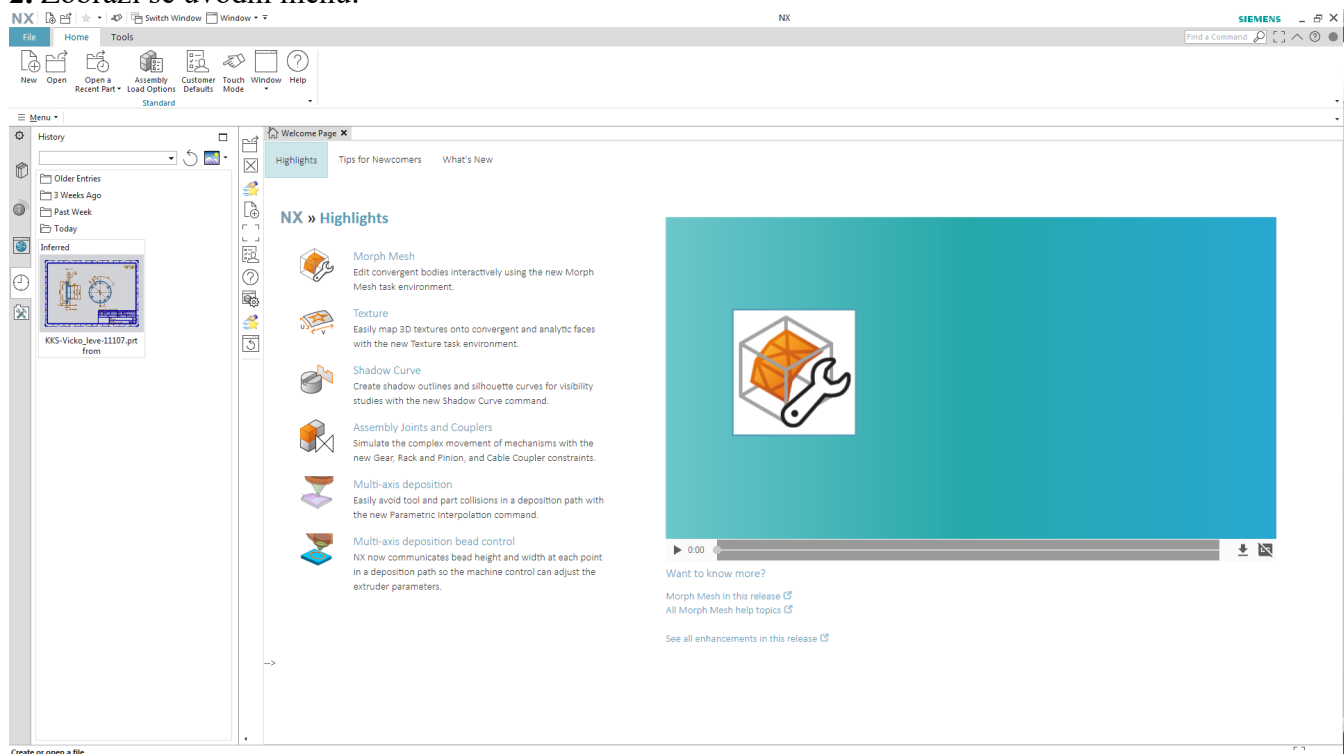 2. Zobrazí se úvodní menu.
NX Switch Window Window NX SIEMENS
File Home Tools Find a Command
New Open Open a Recent Part Assembly Load Options Customer Defaults Touch Mode Window Help
Standard
Menu
History
Older Entries
3 Weeks Ago
Past Week
Today
Inferred
KKS-Vicko_leve-11107.prt
from
Welcome Page
Highlights Tips for Newcomers What's New
NX » Highlights
Morph Mesh
Edit convergent bodies interactively using the new Morph
Mesh task environment.
Texture
Easily map 3D textures onto convergent and analytic faces
with the new Texture task environment.
Shadow Curve
Create shadow outlines and silhouette curves for visibility
studies with the new Shadow Curve command.
Assembly Joints and Couplers
Simulate the complex movement of mechanisms with the
new Gear, Rack and Pinion, and Cable Coupler constraints.
Multi-axis deposition
Easily avoid tool and part collisions in a deposition path with
the new Parametric Interpolation command.
Multi-axis deposition bead control
NX now communicates bead height and width at each point
in a deposition path so the machine control can adjust the
extruder parameters.
-->
0:00
Want to know more?
Morph Mesh in this release
All Morph Mesh help topics
See all enhancements in this release
Create or open a file